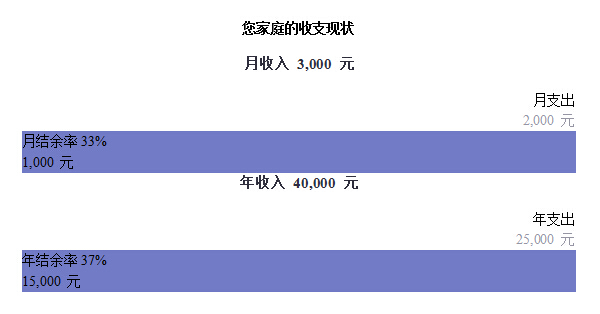 您家庭的收支现状
月收入 3,000 元
月支出
2,000 元
月结余率 33%
1,000 元
年收入 40,000 元
年支出
25,000 元
年结余率 37%
15,000 元